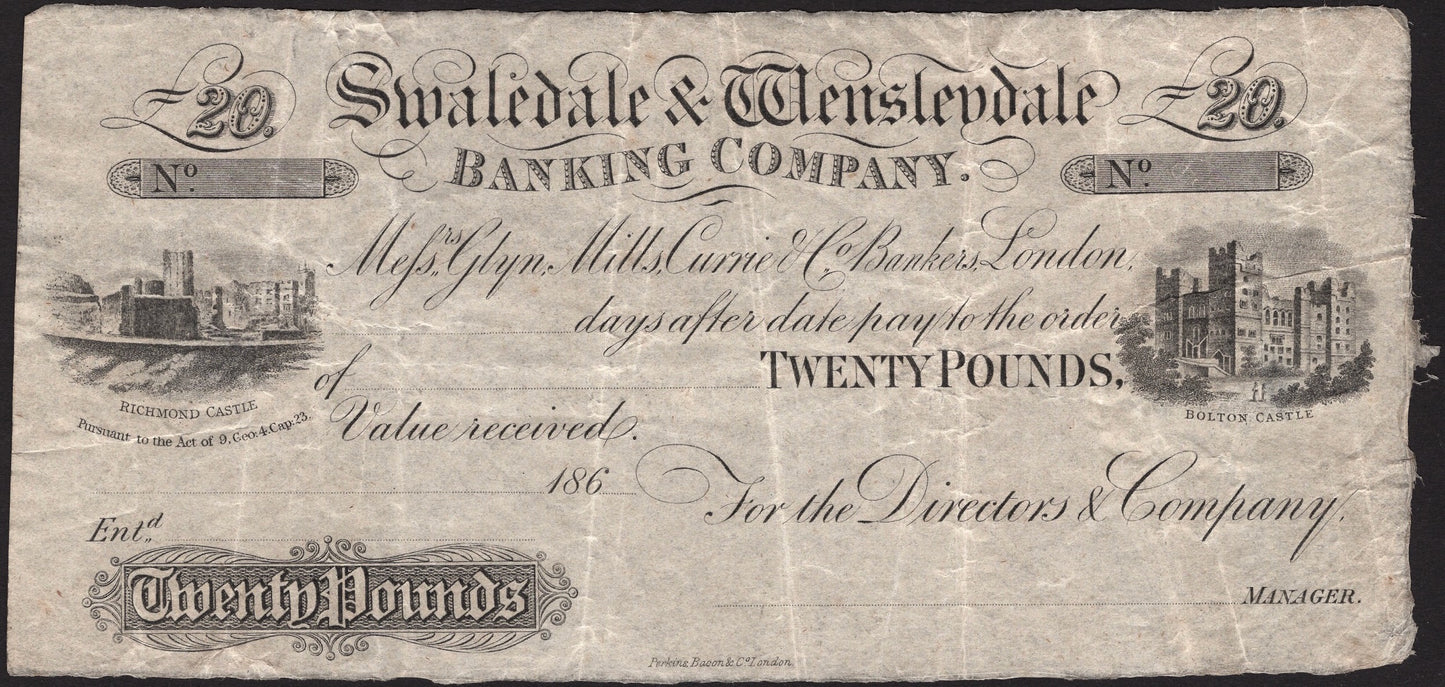 £20. Swaledale & Wensleydale £20.
BANKING COMPANY.
No. No.
Messrs,, Glyn, Mills, Currie & Co. Bankers, London,
days after date pay to the order
of TWENTY POUNDS,
RICHMOND CASTLE
BOLTON CASTLE
Pursuant to the Act of 9, Geo:4. Cap:23.
Value received.
186
For the Directors & Company,
Entd,,
Twenty Pounds
MANAGER.
Perkins, Bacon & Co. London.